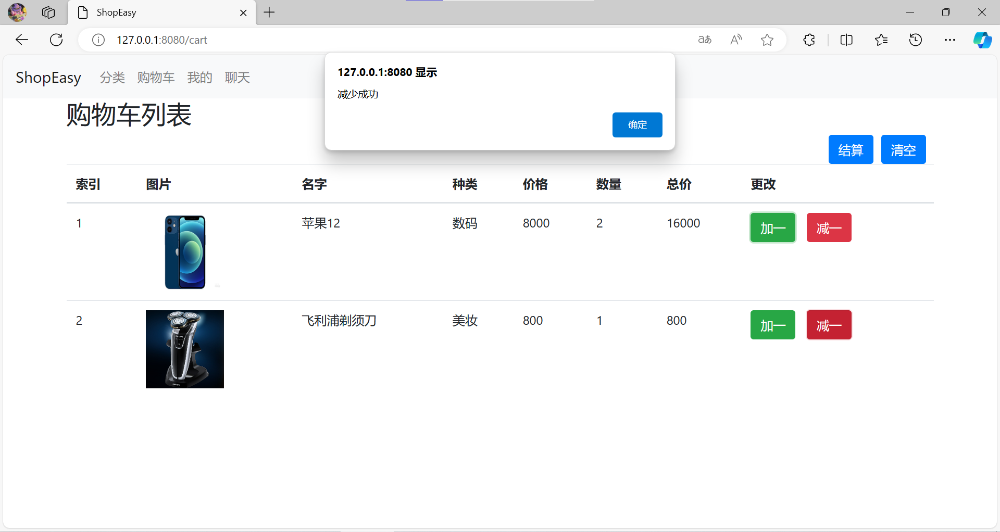 ShopEasy
127.0.0.1:8080/cart
ShopEasy 分类 购物车 我的 聊天
127.0.0.1:8080 显示
减少成功
确定
购物车列表
结算 清空
索引 图片 名字 种类 价格 数量 总价 更改
1 苹果12 数码 8000 2 16000 加一 减一
2 飞利浦剃须刀 美妆 800 1 800 加一 减一